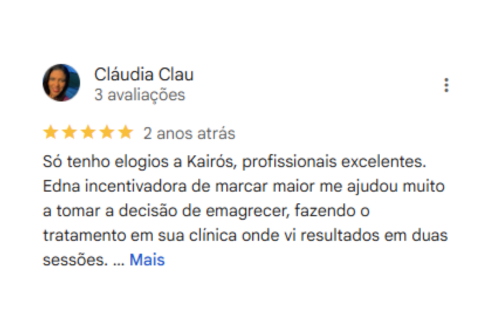 Cláudia Clau
3 avaliações
2 anos atrás
Só tenho elogios a Kairós, profissionais excelentes.
Edna incentivadora de marcar maior me ajudou muito
a tomar a decisão de emagrecer, fazendo o
tratamento em sua clínica onde vi resultados em duas
sessões. ... Mais